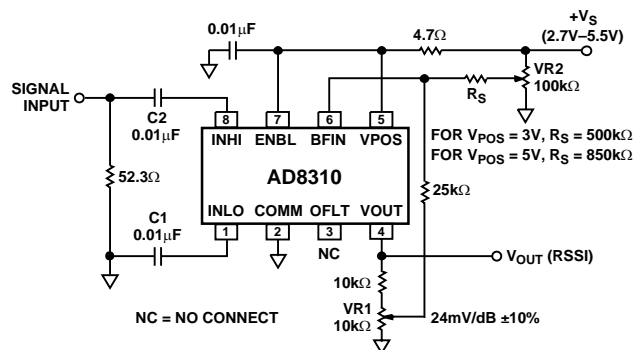 0.01µF
4.7Ω
+VS
(2.7V–5.5V)
SIGNAL
INPUT
C2
0.01µF
RS
VR2
100kΩ
8
7
6
5
INHI
ENBL
BFIN
VPOS
FOR VPOS = 3V, RS = 500kΩ
FOR VPOS = 5V, RS = 850kΩ
52.3Ω
AD8310
25kΩ
C1
0.01µF
INLO
COMM
OFLT
VOUT
1
2
3
4
NC
VOUT (RSSI)
10kΩ
NC = NO CONNECT
VR1
10kΩ
24mV/dB ±10%